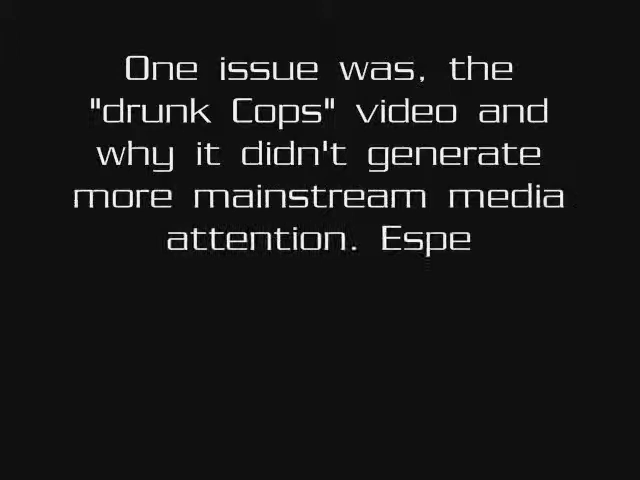 One issue was, the
"drunk Cops" video and
why it didn't generate
more mainstream media
attention. Espe